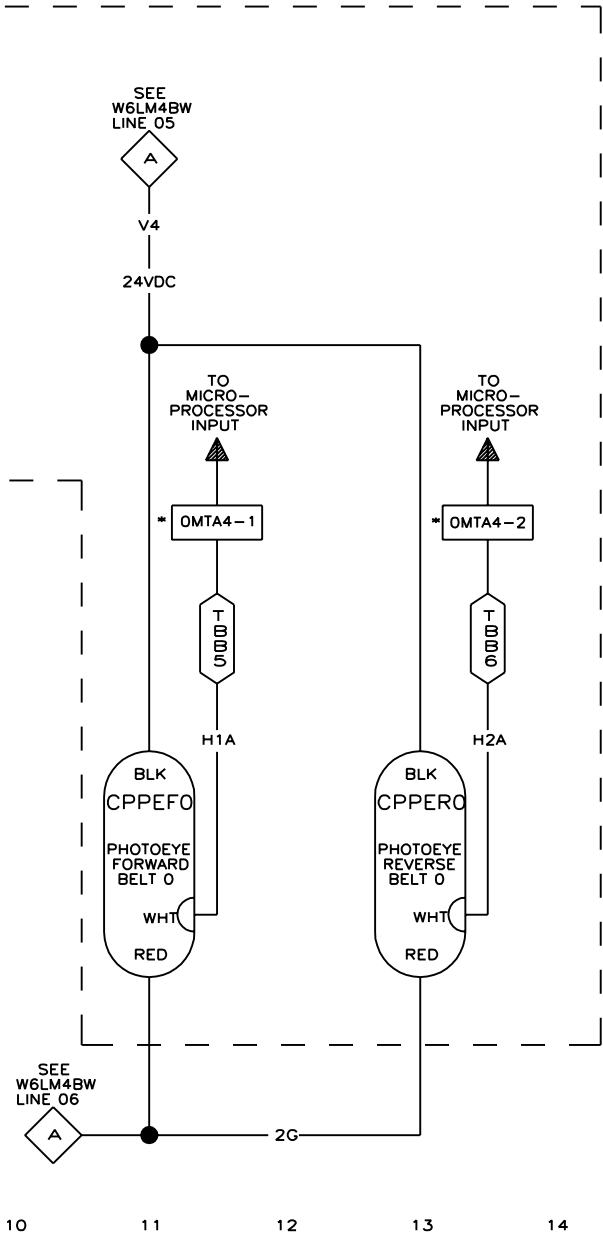 SEE
W6LM4BW
LINE 05
A
V4
24VDC
TO
MICRO-
PROCESSOR
INPUT
* 0MTA4-1
TBB5
H1A
TO
MICRO-
PROCESSOR
INPUT
* 0MTA4-2
TBB6
H2A
BLK
CPPEF0
PHOTOEYE
FORWARD
BELT 0
WHT
RED
BLK
CPPER0
PHOTOEYE
REVERSE
BELT 0
WHT
RED
SEE
W6LM4BW
LINE 06
A
2G
10 11 12 13 14